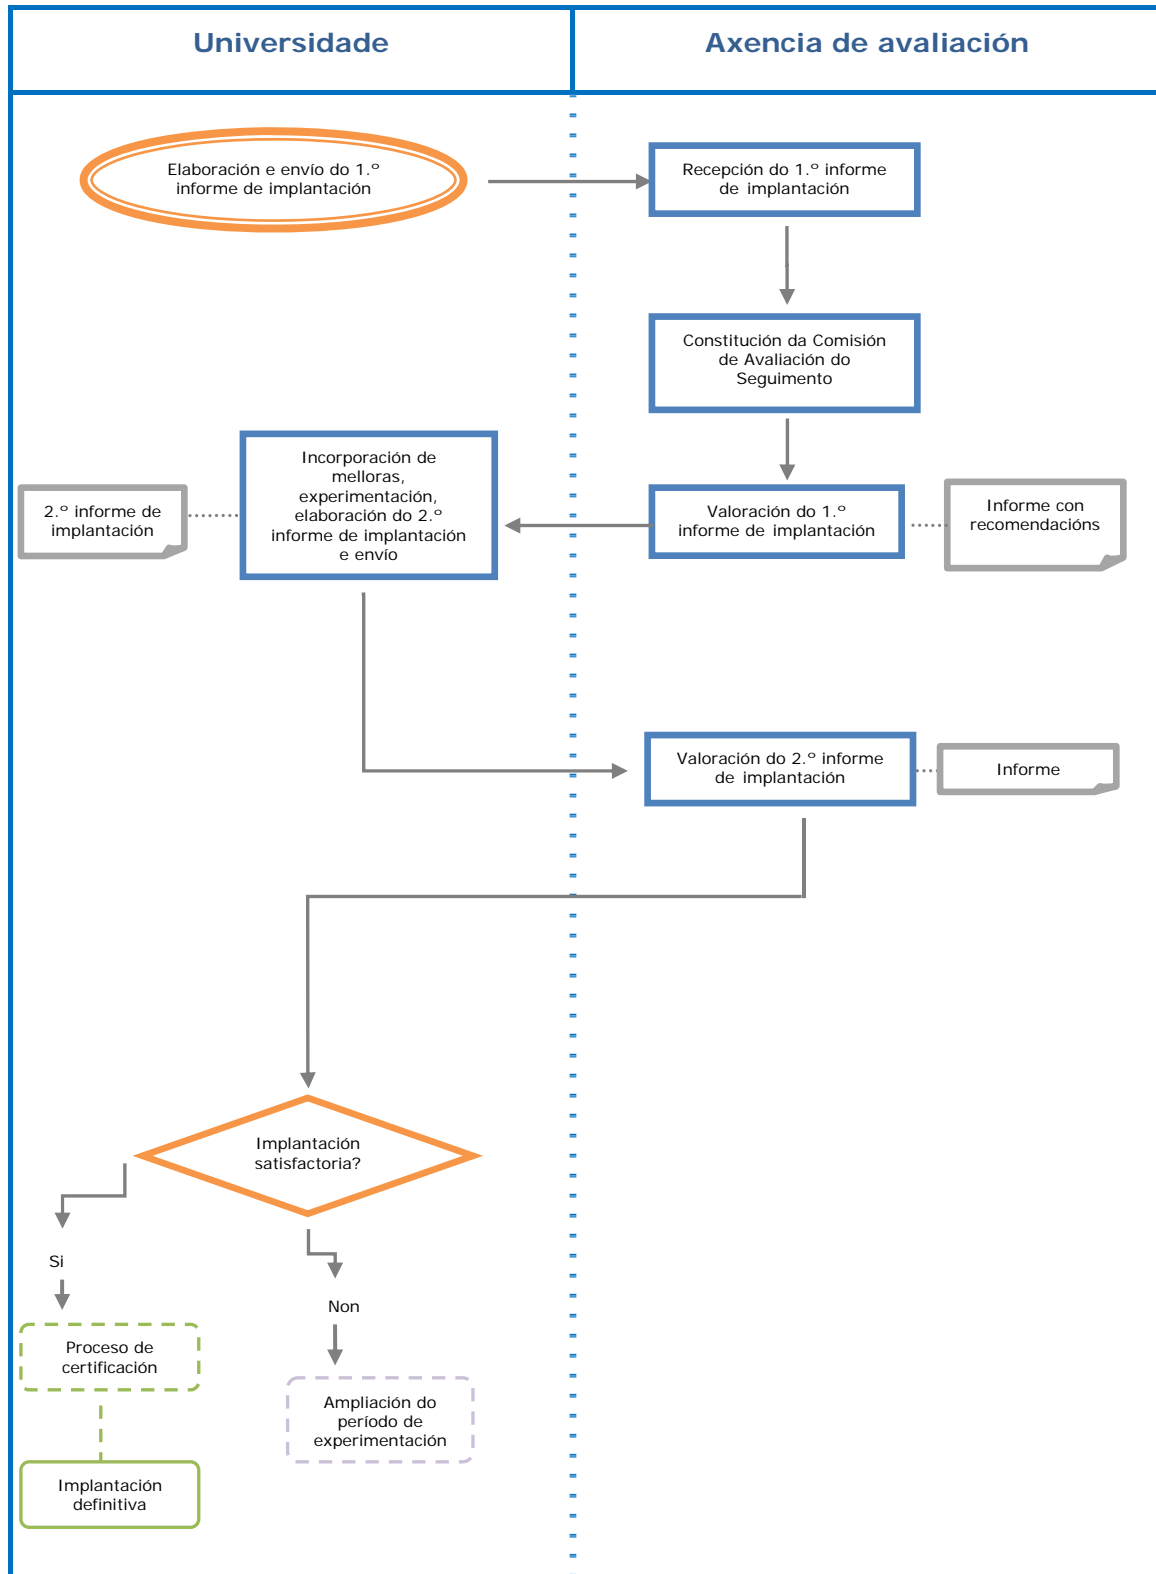 Universidade
Axencia de avaliación
Elaboración e envío do 1.º
informe de implantación
Recepción do 1.º informe
de implantación
Constitución da Comisión
de Avaliación do
Seguimento
Incorporación de
melloras,
experimentación,
elaboración do 2.º
informe de implantación
e envío
2.º informe de
implantación
Valoración do 1.º
informe de implantación
Informe con
recomendacións
Valoración do 2.º informe
de implantación
Informe
Implantación
satisfactoria?
Si
Non
Proceso de
certificación
Ampliación do
período de
experimentación
Implantación
definitiva